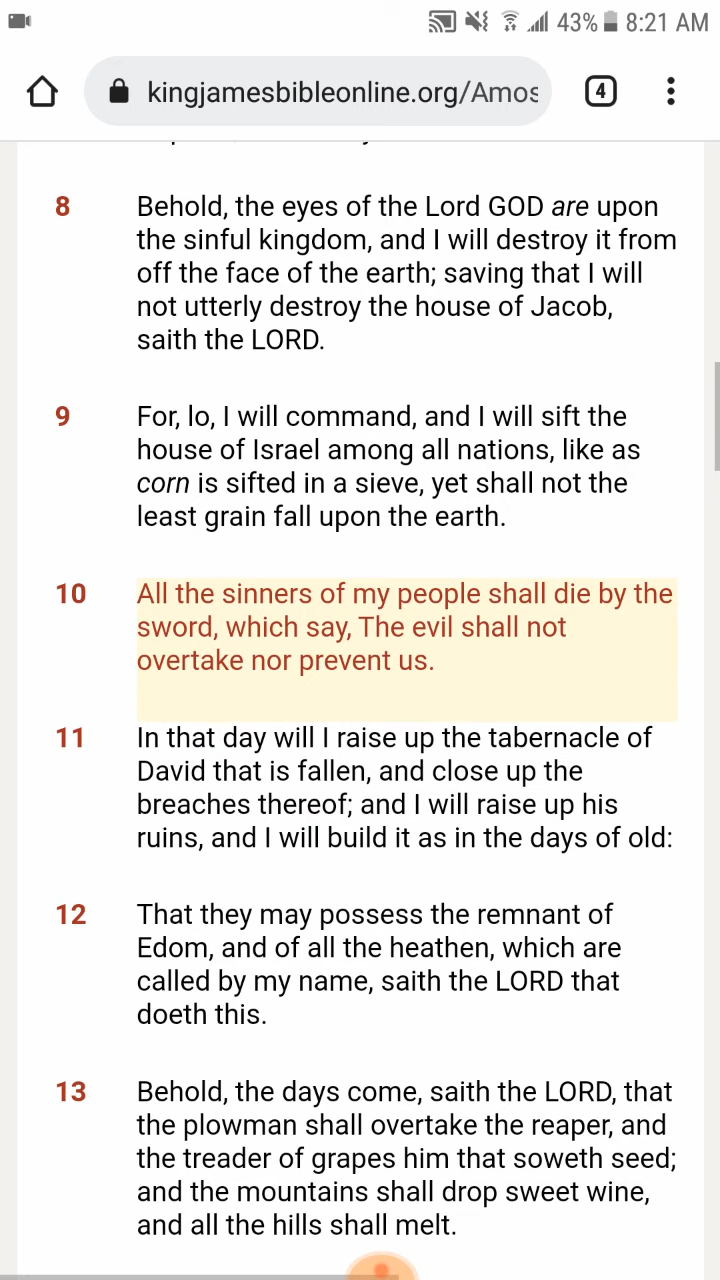 43% 8:21 AM
kingjamesbibleonline.org/Amos
4
8 Behold, the eyes of the Lord GOD are upon
the sinful kingdom, and I will destroy it from
off the face of the earth; saving that I will
not utterly destroy the house of Jacob,
saith the LORD.
9 For, lo, I will command, and I will sift the
house of Israel among all nations, like as
corn is sifted in a sieve, yet shall not the
least grain fall upon the earth.
10 All the sinners of my people shall die by the
sword, which say, The evil shall not
overtake nor prevent us.
11 In that day will I raise up the tabernacle of
David that is fallen, and close up the
breaches thereof; and I will raise up his
ruins, and I will build it as in the days of old:
12 That they may possess the remnant of
Edom, and of all the heathen, which are
called by my name, saith the LORD that
doeth this.
13 Behold, the days come, saith the LORD, that
the plowman shall overtake the reaper, and
the treader of grapes him that soweth seed;
and the mountains shall drop sweet wine,
and all the hills shall melt.